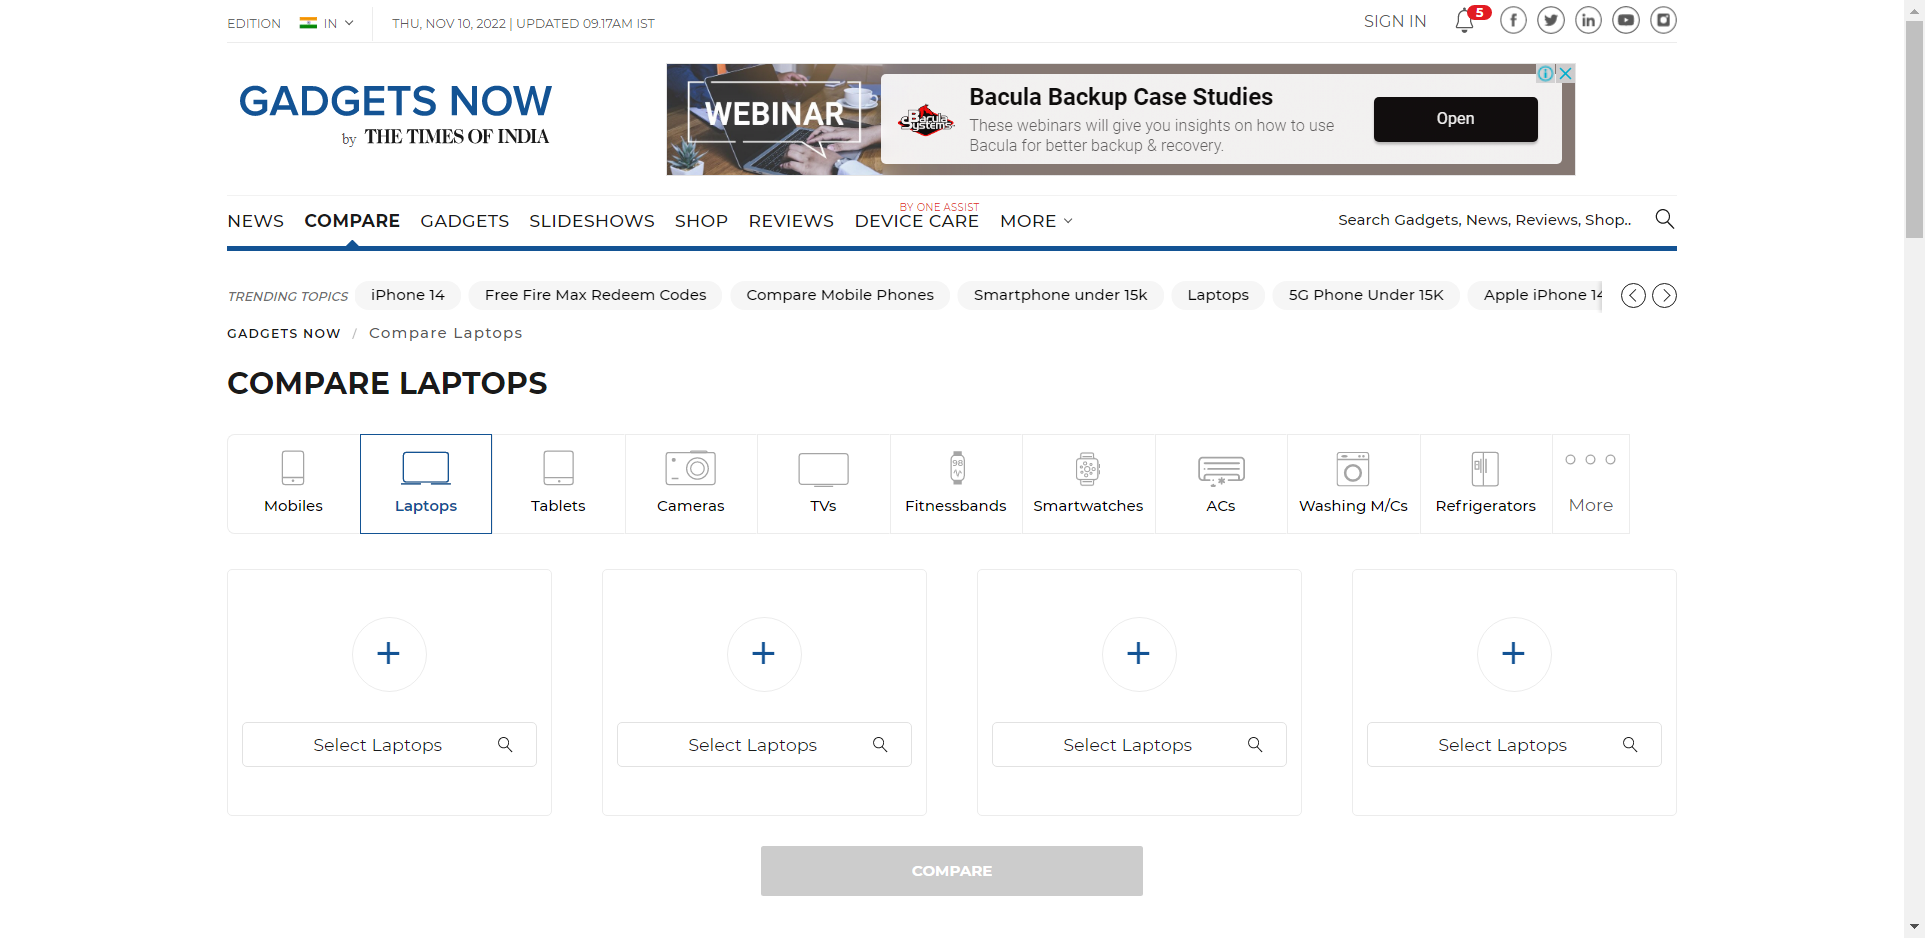 EDITION IN THU, NOV 10, 2022 | UPDATED 09.17AM IST SIGN IN 5
GADGETS NOW
by THE TIMES OF INDIA
WEBINAR
Bacula Systems
Bacula Backup Case Studies
These webinars will give you insights on how to use
Bacula for better backup & recovery.
Open
BY ONE ASSIST
NEWS COMPARE GADGETS SLIDESHOWS SHOP REVIEWS DEVICE CARE MORE Search Gadgets, News, Reviews, Shop..
TRENDING TOPICS iPhone 14 Free Fire Max Redeem Codes Compare Mobile Phones Smartphone under 15k Laptops 5G Phone Under 15K Apple iPhone 14
GADGETS NOW / Compare Laptops
COMPARE LAPTOPS
98
Mobiles Laptops Tablets Cameras TVs Fitnessbands Smartwatches ACs Washing M/Cs Refrigerators More
Select Laptops Select Laptops Select Laptops Select Laptops
COMPARE